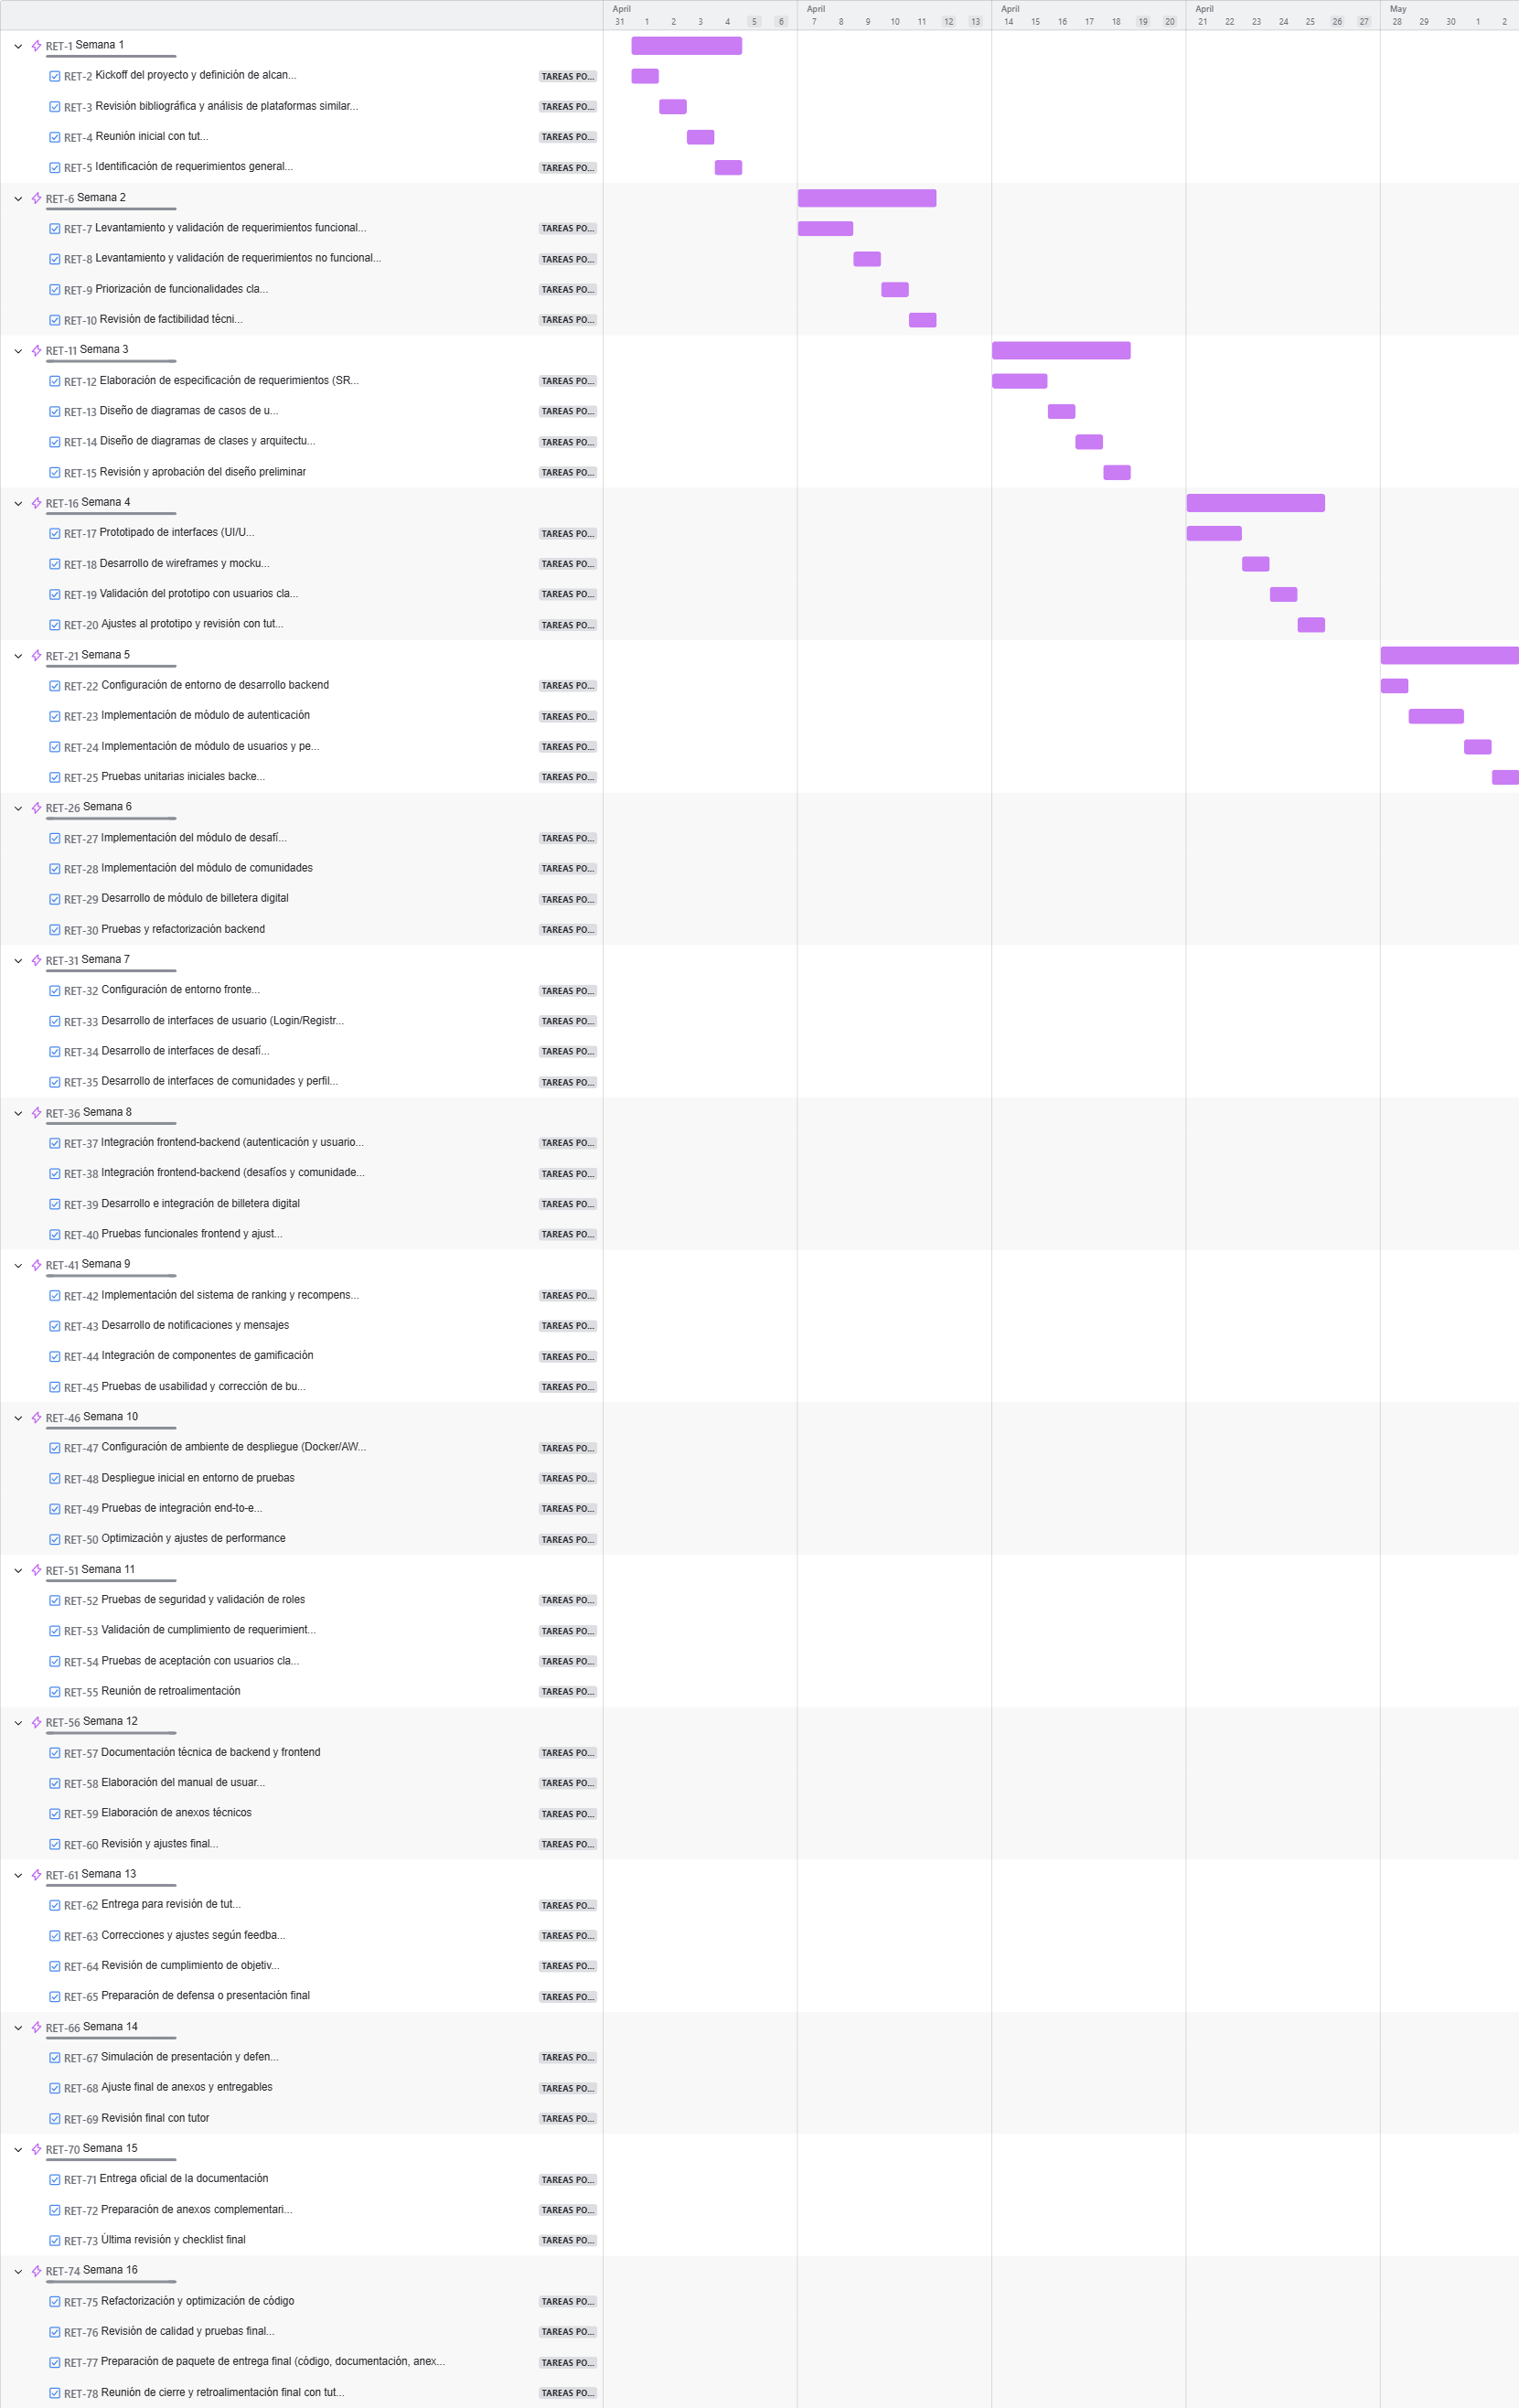 April April April April May
31 1 2 3 4 5 6 7 8 9 10 11 12 13 14 15 16 17 18 19 20 21 22 23 24 25 26 27 28 29 30 1 2
RET-1 Semana 1
RET-2 Kickoff del proyecto y definición de alcan... TAREAS PO...
RET-3 Revisión bibliográfica y análisis de plataformas similar... TAREAS PO...
RET-4 Reunión inicial con tut... TAREAS PO...
RET-5 Identificación de requerimientos general... TAREAS PO...
RET-6 Semana 2
RET-7 Levantamiento y validación de requerimientos funcional... TAREAS PO...
RET-8 Levantamiento y validación de requerimientos no funcional... TAREAS PO...
RET-9 Priorización de funcionalidades cla... TAREAS PO...
RET-10 Revisión de factibilidad técni... TAREAS PO...
RET-11 Semana 3
RET-12 Elaboración de especificación de requerimientos (SR... TAREAS PO...
RET-13 Diseño de diagramas de casos de u... TAREAS PO...
RET-14 Diseño de diagramas de clases y arquitectu... TAREAS PO...
RET-15 Revisión y aprobación del diseño preliminar TAREAS PO...
RET-16 Semana 4
RET-17 Prototipado de interfaces (UI/U... TAREAS PO...
RET-18 Desarrollo de wireframes y mocku... TAREAS PO...
RET-19 Validación del prototipo con usuarios cla... TAREAS PO...
RET-20 Ajustes al prototipo y revisión con tut... TAREAS PO...
RET-21 Semana 5
RET-22 Configuración de entorno de desarrollo backend TAREAS PO...
RET-23 Implementación de módulo de autenticación TAREAS PO...
RET-24 Implementación de módulo de usuarios y pe... TAREAS PO...
RET-25 Pruebas unitarias iniciales backe... TAREAS PO...
RET-26 Semana 6
RET-27 Implementación del módulo de desafí... TAREAS PO...
RET-28 Implementación del módulo de comunidades TAREAS PO...
RET-29 Desarrollo de módulo de billetera digital TAREAS PO...
RET-30 Pruebas y refactorización backend TAREAS PO...
RET-31 Semana 7
RET-32 Configuración de entorno fronte... TAREAS PO...
RET-33 Desarrollo de interfaces de usuario (Login/Registr... TAREAS PO...
RET-34 Desarrollo de interfaces de desafí... TAREAS PO...
RET-35 Desarrollo de interfaces de comunidades y perfil... TAREAS PO...
RET-36 Semana 8
RET-37 Integración frontend-backend (autenticación y usuario... TAREAS PO...
RET-38 Integración frontend-backend (desafíos y comunidade... TAREAS PO...
RET-39 Desarrollo e integración de billetera digital TAREAS PO...
RET-40 Pruebas funcionales frontend y ajust... TAREAS PO...
RET-41 Semana 9
RET-42 Implementación del sistema de ranking y recompens... TAREAS PO...
RET-43 Desarrollo de notificaciones y mensajes TAREAS PO...
RET-44 Integración de componentes de gamificación TAREAS PO...
RET-45 Pruebas de usabilidad y corrección de bu... TAREAS PO...
RET-46 Semana 10
RET-47 Configuración de ambiente de despliegue (Docker/AW... TAREAS PO...
RET-48 Despliegue inicial en entorno de pruebas TAREAS PO...
RET-49 Pruebas de integración end-to-e... TAREAS PO...
RET-50 Optimización y ajustes de performance TAREAS PO...
RET-51 Semana 11
RET-52 Pruebas de seguridad y validación de roles TAREAS PO...
RET-53 Validación de cumplimiento de requerimient... TAREAS PO...
RET-54 Pruebas de aceptación con usuarios cla... TAREAS PO...
RET-55 Reunión de retroalimentación TAREAS PO...
RET-56 Semana 12
RET-57 Documentación técnica de backend y frontend TAREAS PO...
RET-58 Elaboración del manual de usuar... TAREAS PO...
RET-59 Elaboración de anexos técnicos TAREAS PO...
RET-60 Revisión y ajustes final... TAREAS PO...
RET-61 Semana 13
RET-62 Entrega para revisión de tut... TAREAS PO...
RET-63 Correcciones y ajustes según feedba... TAREAS PO...
RET-64 Revisión de cumplimiento de objetiv... TAREAS PO...
RET-65 Preparación de defensa o presentación final TAREAS PO...
RET-66 Semana 14
RET-67 Simulación de presentación y defen... TAREAS PO...
RET-68 Ajuste final de anexos y entregables TAREAS PO...
RET-69 Revisión final con tutor TAREAS PO...
RET-70 Semana 15
RET-71 Entrega oficial de la documentación TAREAS PO...
RET-72 Preparación de anexos complementari... TAREAS PO...
RET-73 Última revisión y checklist final TAREAS PO...
RET-74 Semana 16
RET-75 Refactorización y optimización de código TAREAS PO...
RET-76 Revisión de calidad y pruebas final... TAREAS PO...
RET-77 Preparación de paquete de entrega final (código, documentación, anex... TAREAS PO...
RET-78 Reunión de cierre y retroalimentación final con tut... TAREAS PO...